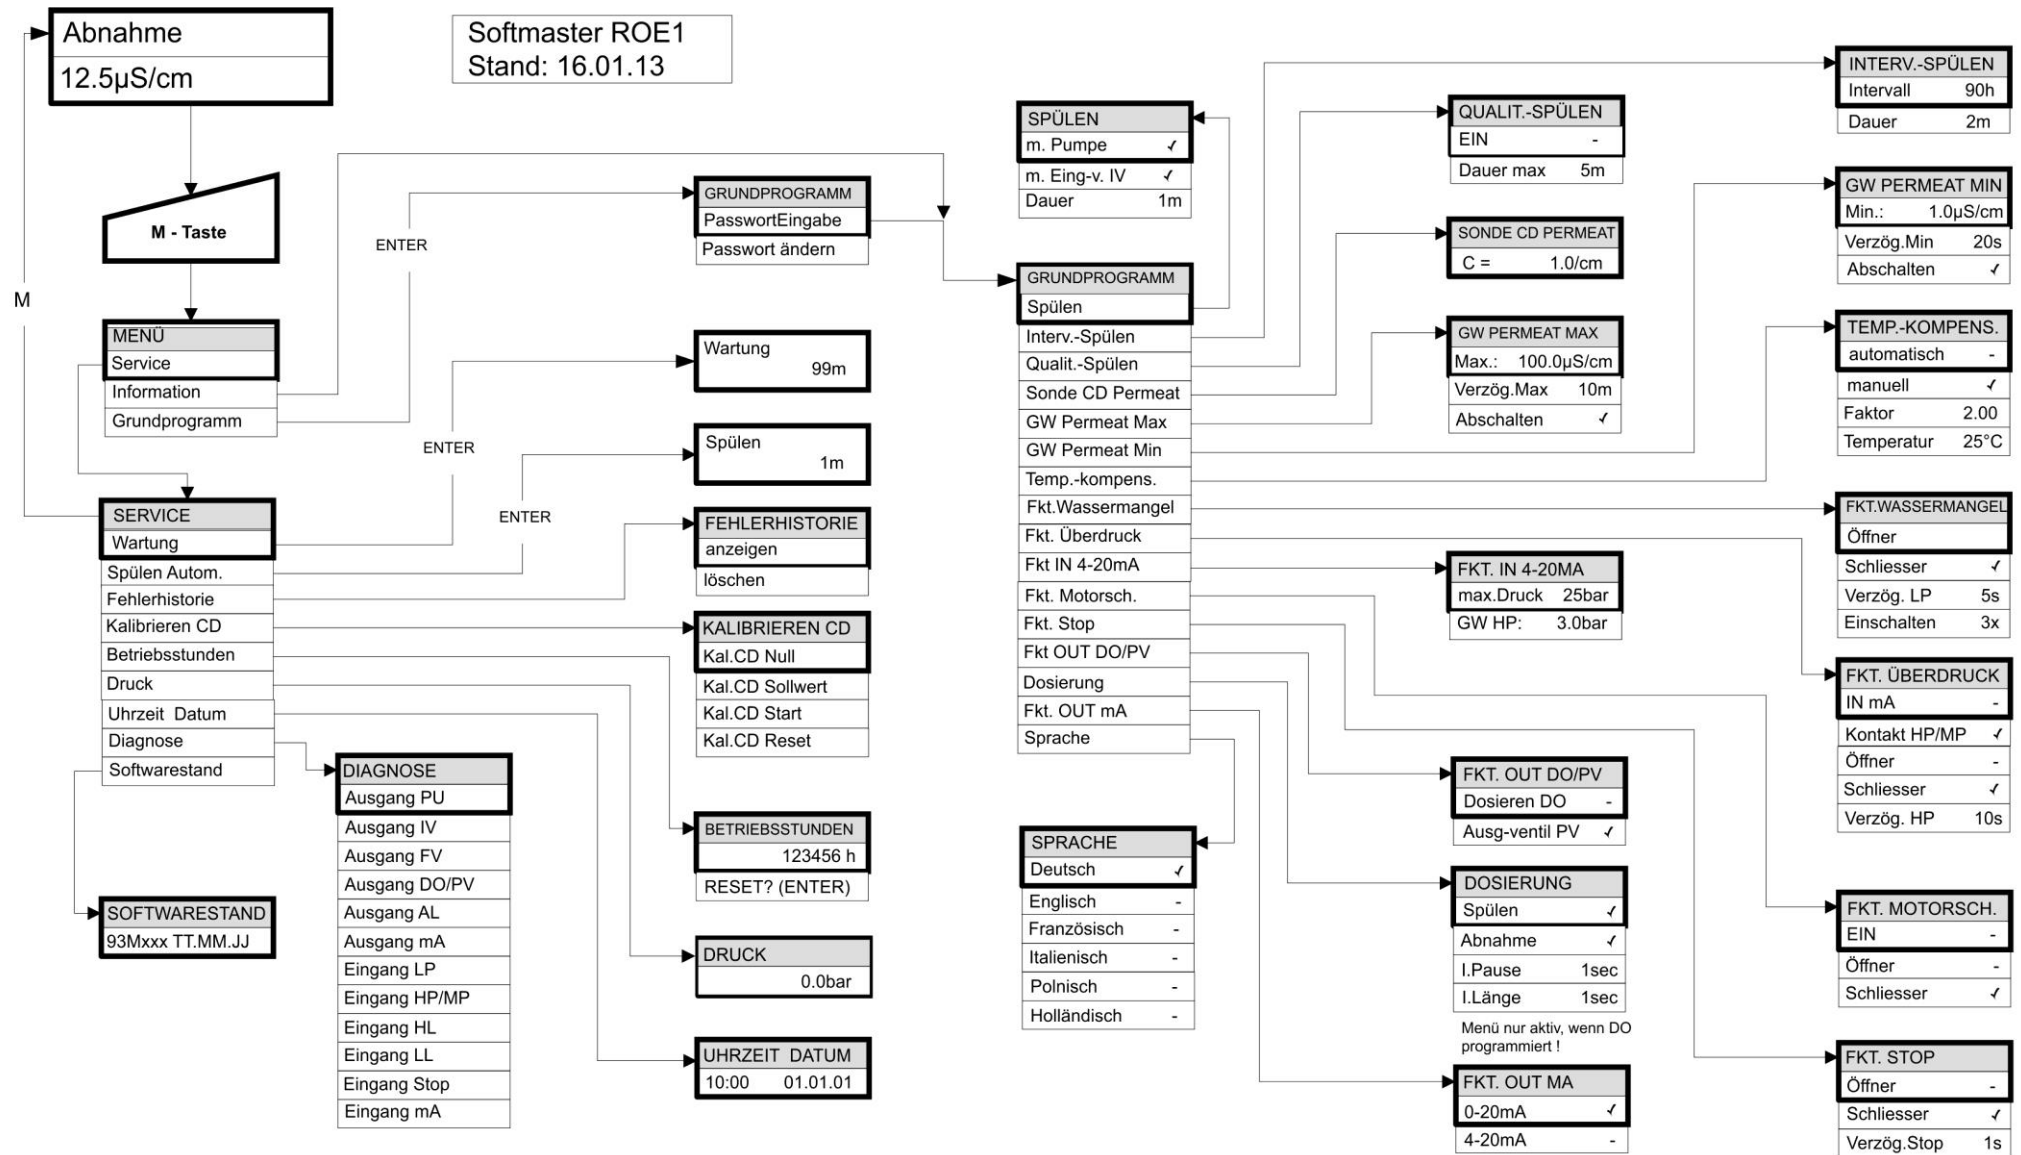 Abnahme
12.5µS/cm
Softmaster ROE1
Stand: 16.01.13
M - Taste
M
MENÜ
Service
Information
Grundprogramm
SERVICE
Wartung
Spülen Autom.
Fehlerhistorie
Kalibrieren CD
Betriebsstunden
Druck
Uhrzeit Datum
Diagnose
Softwarestand
SOFTWARESTAND
93Mxxx TT.MM.JJ
DIAGNOSE
Ausgang PU
Ausgang IV
Ausgang FV
Ausgang DO/PV
Ausgang AL
Ausgang mA
Eingang LP
Eingang HP/MP
Eingang HL
Eingang LL
Eingang Stop
Eingang mA
ENTER
ENTER
ENTER
GRUNDPROGRAMM
PasswortEingabe
Passwort ändern
Wartung
99m
Spülen
1m
FEHLERHISTORIE
anzeigen
löschen
KALIBRIEREN CD
Kal.CD Null
Kal.CD Sollwert
Kal.CD Start
Kal.CD Reset
BETRIEBSSTUNDEN
123456 h
RESET? (ENTER)
DRUCK
0.0bar
UHRZEIT DATUM
10:00 01.01.01
SPÜLEN
m. Pumpe ✓
m. Eing-v. IV ✓
Dauer 1m
GRUNDPROGRAMM
Spülen
Interv.-Spülen
Qualit.-Spülen
Sonde CD Permeat
GW Permeat Max
GW Permeat Min
Temp.-kompens.
Fkt.Wassermangel
Fkt. Überdruck
Fkt IN 4-20mA
Fkt. Motorsch.
Fkt. Stop
Fkt OUT DO/PV
Dosierung
Fkt. OUT mA
Sprache
SPRACHE
Deutsch ✓
Englisch -
Französisch -
Italienisch -
Polnisch -
Holländisch -
QUALIT.-SPÜLEN
EIN -
Dauer max 5m
SONDE CD PERMEAT
C = 1.0/cm
GW PERMEAT MAX
Max.: 100.0µS/cm
Verzög.Max 10m
Abschalten ✓
FKT. IN 4-20MA
max.Druck 25bar
GW HP: 3.0bar
FKT. OUT DO/PV
Dosieren DO -
Ausg-ventil PV ✓
DOSIERUNG
Spülen ✓
Abnahme ✓
I.Pause 1sec
I.Länge 1sec
Menü nur aktiv, wenn DO
programmiert !
FKT. OUT MA
0-20mA ✓
4-20mA -
INTERV.-SPÜLEN
Intervall 90h
Dauer 2m
GW PERMEAT MIN
Min.: 1.0µS/cm
Verzög.Min 20s
Abschalten ✓
TEMP.-KOMPENS.
automatisch -
manuell ✓
Faktor 2.00
Temperatur 25°C
FKT.WASSERMANGEL
Öffner
Schliesser ✓
Verzög. LP 5s
Einschalten 3x
FKT. ÜBERDRUCK
IN mA -
Kontakt HP/MP ✓
Öffner -
Schliesser ✓
Verzög. HP 10s
FKT. MOTORSCH.
EIN -
Öffner -
Schliesser ✓
FKT. STOP
Öffner -
Schliesser ✓
Verzög.Stop 1s